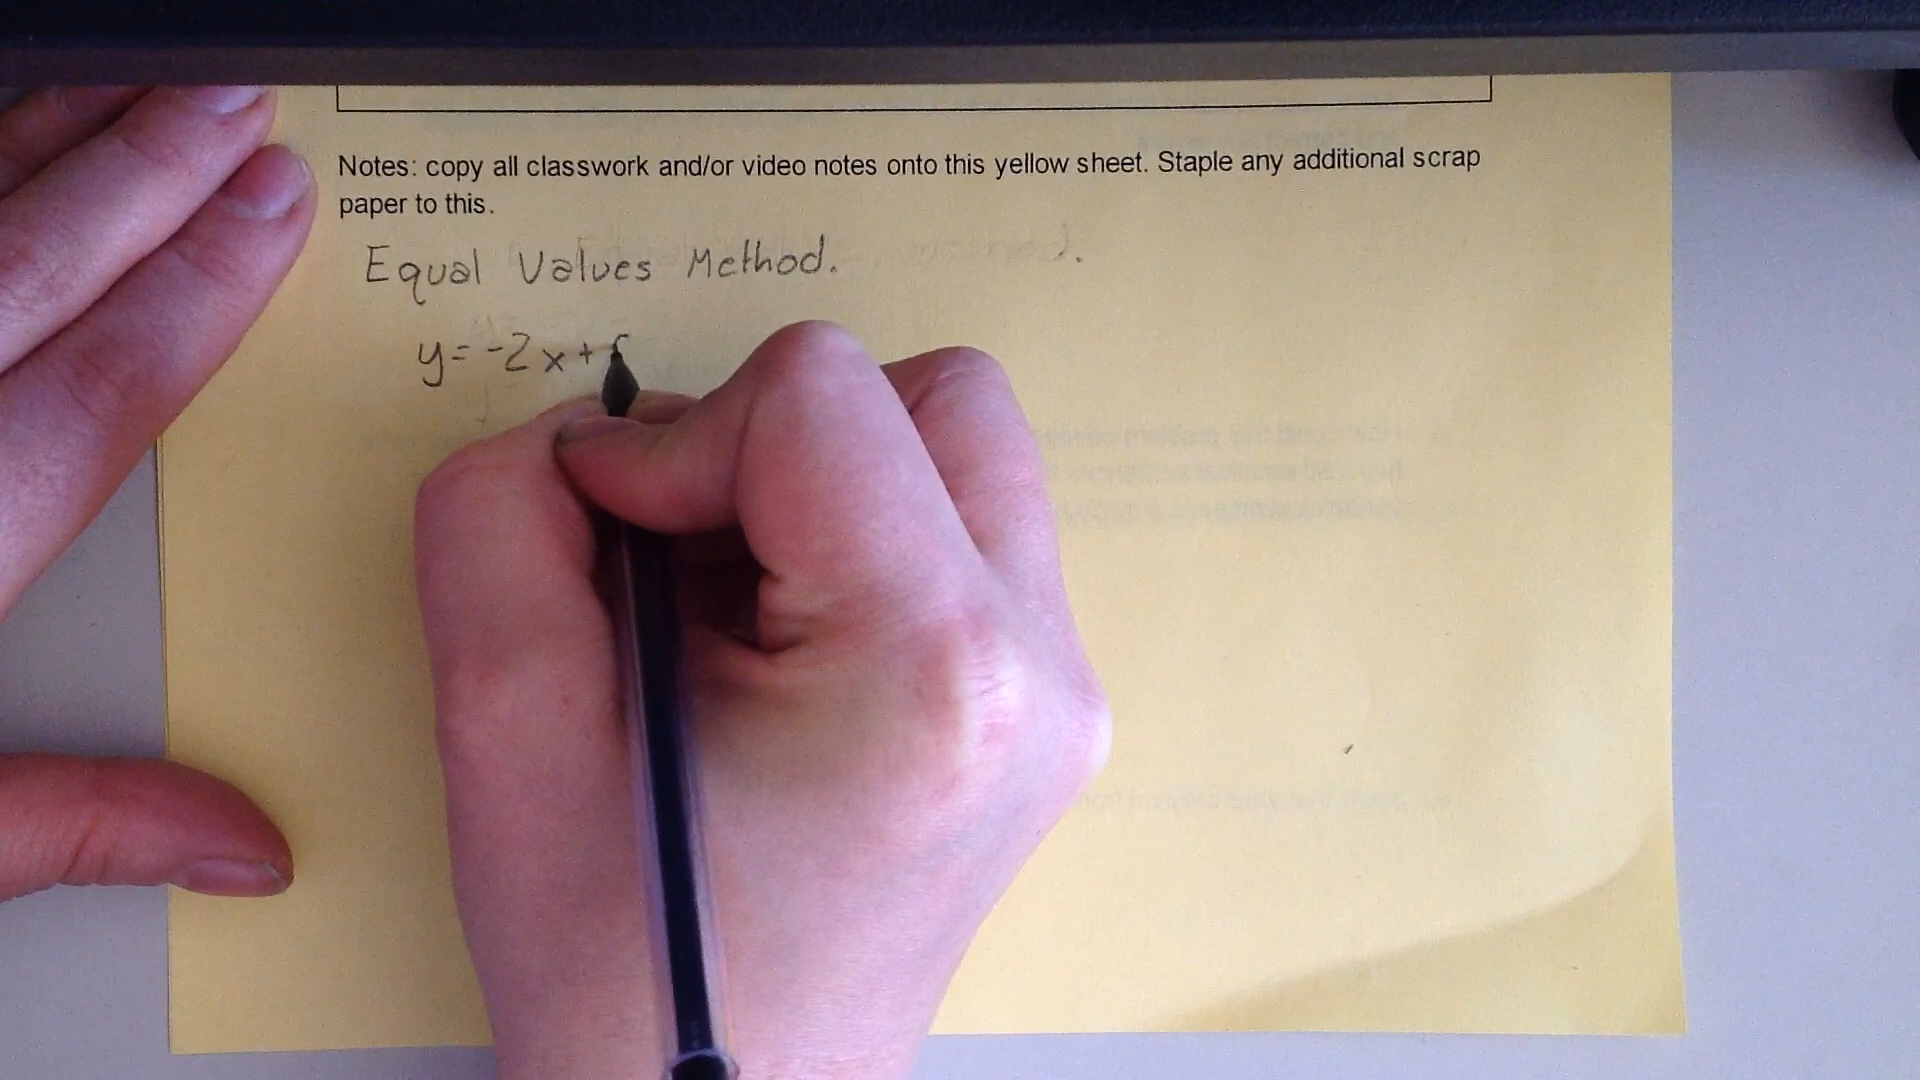 Notes: copy all classwork and/or video notes onto this yellow sheet. Staple any additional scrap
paper to this.
Equal Values Method.
y=-2x+